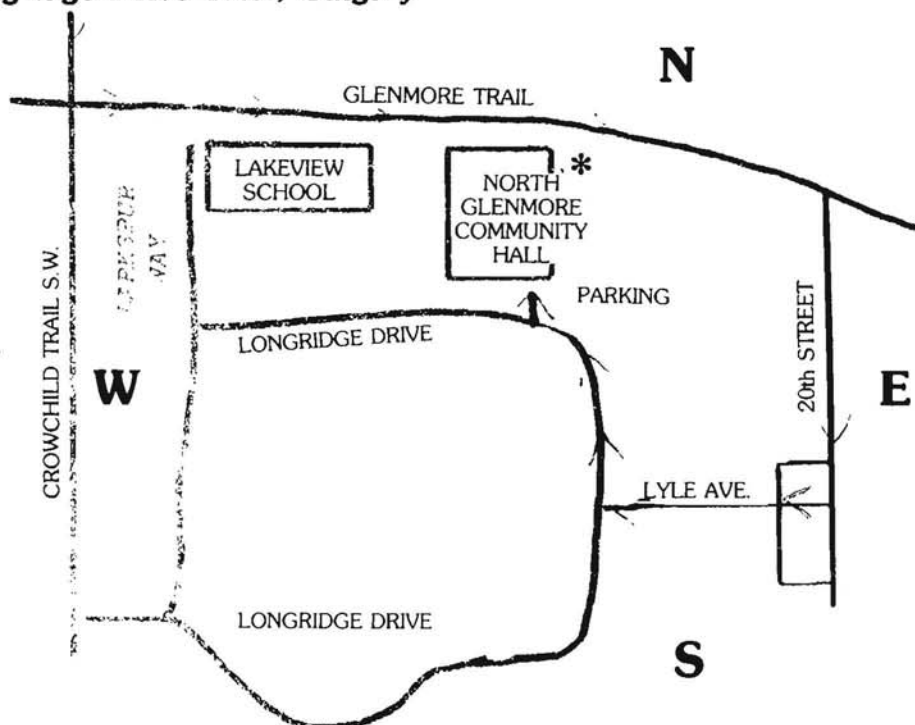 N
GLENMORE TRAIL
LAKEVIEW
SCHOOL
*
NORTH
GLENMORE
COMMUNITY
HALL
WAY
CROWCHILD TRAIL S.W.
PARKING
LONGRIDGE DRIVE
20th STREET
W
E
LYLE AVE.
LONGRIDGE DRIVE
S